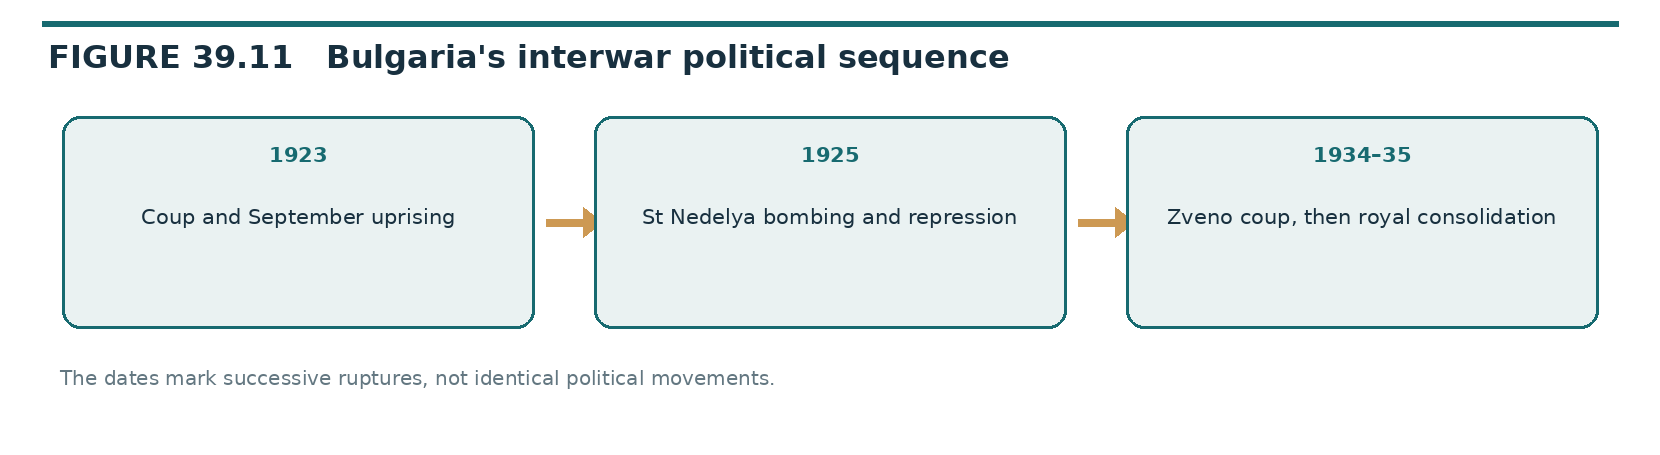 FIGURE 39.11   Bulgaria's interwar political sequence
1923
Coup and September uprising
1925
St Nedelya bombing and repression
1934–35
Zveno coup, then royal consolidation
The dates mark successive ruptures, not identical political movements.